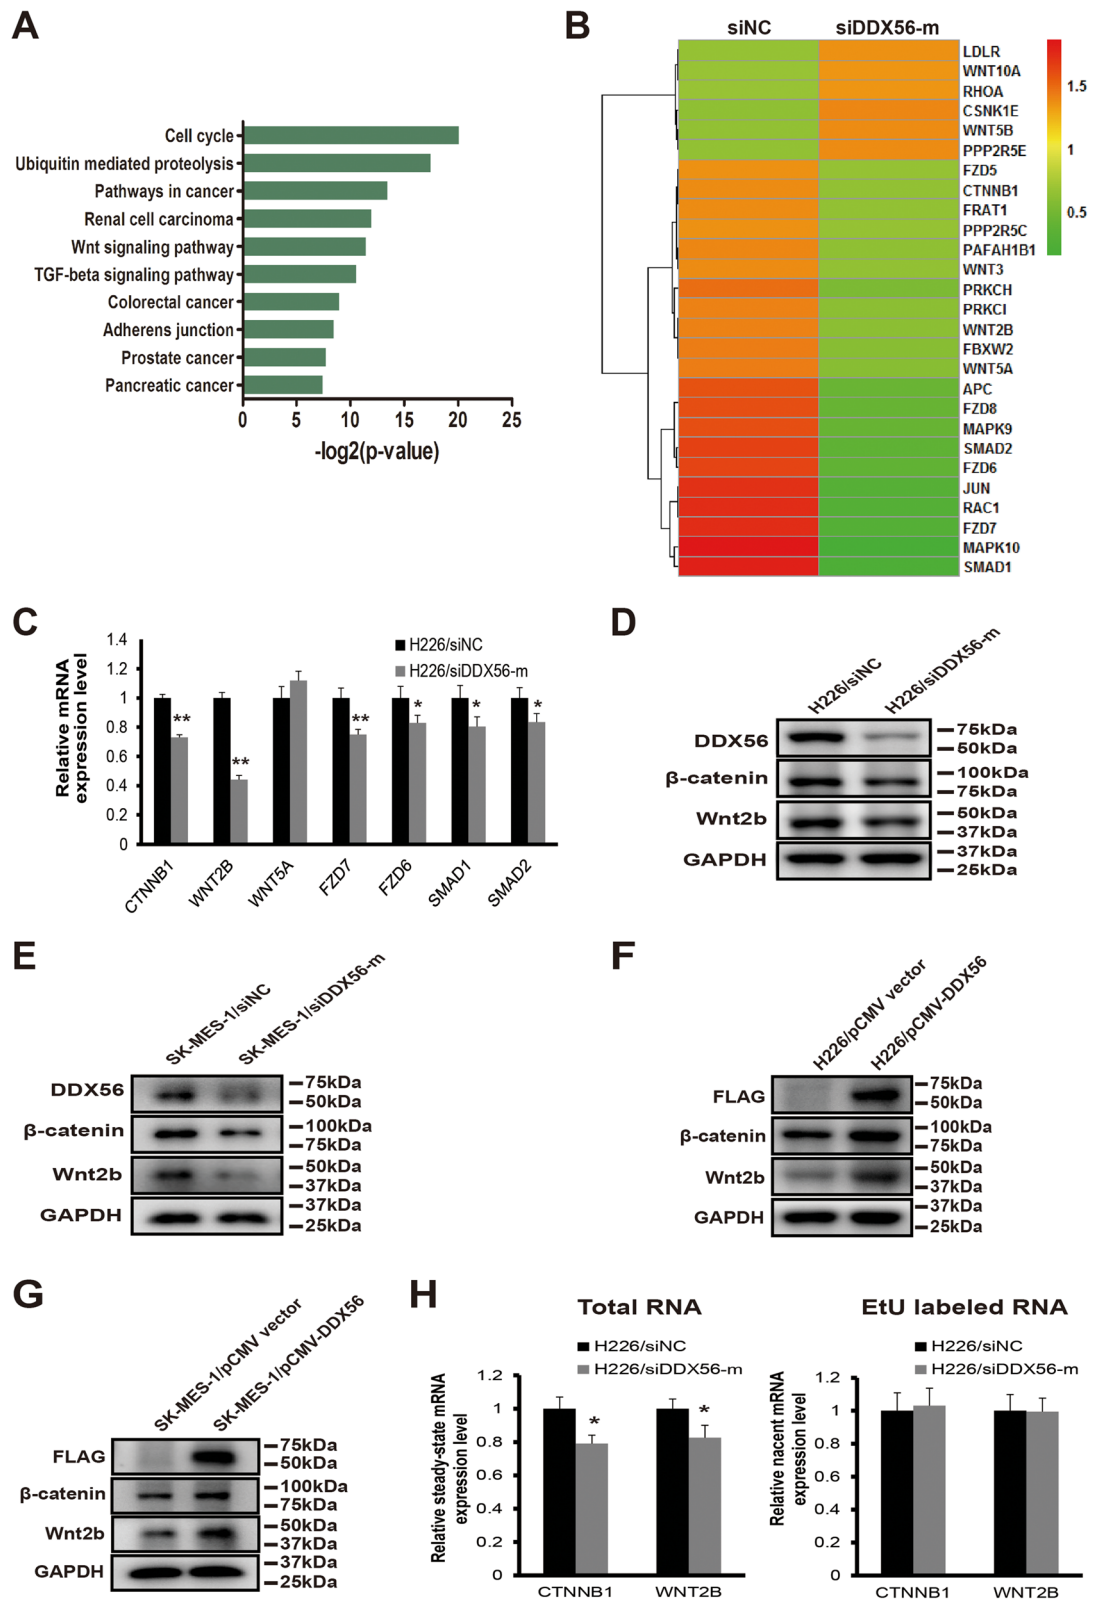 A
Cell cycle
Ubiquitin mediated proteolysis
Pathways in cancer
Renal cell carcinoma
Wnt signaling pathway
TGF-beta signaling pathway
Colorectal cancer
Adherens junction
Prostate cancer
Pancreatic cancer
0 5 10 15 20 25
-log2(p-value)
B
siNC siDDX56-m
LDLR
WNT10A
RHOA
CSNK1E
WNT5B
PPP2R5E
FZD5
CTNNB1
FRAT1
PPP2R5C
PAFAH1B1
WNT3
PRKCH
PRKCI
WNT2B
FBXW2
WNT5A
APC
FZD8
MAPK9
SMAD2
FZD6
JUN
RAC1
FZD7
MAPK10
SMAD1
1.5
1
0.5
C
Relative mRNA
expression level
1.4
1.2
1
0.8
0.6
0.4
0.2
0
H226/siNC
H226/siDDX56-m
** ** ** * * *
CTNNB1 WNT2B WNT5A FZD7 FZD6 SMAD1 SMAD2
D
H226/siNC H226/siDDX56-m
DDX56 75kDa
50kDa
β-catenin 100kDa
75kDa
Wnt2b 50kDa
37kDa
GAPDH 37kDa
25kDa
E
SK-MES-1/siNC SK-MES-1/siDDX56-m
DDX56 75kDa
50kDa
β-catenin 100kDa
75kDa
Wnt2b 50kDa
37kDa
GAPDH 37kDa
25kDa
F
H226/pCMV vector H226/pCMV-DDX56
FLAG 75kDa
50kDa
β-catenin 100kDa
75kDa
Wnt2b 50kDa
37kDa
GAPDH 37kDa
25kDa
G
SK-MES-1/pCMV vector SK-MES-1/pCMV-DDX56
FLAG 75kDa
50kDa
β-catenin 100kDa
75kDa
Wnt2b 50kDa
37kDa
GAPDH 37kDa
25kDa
H
Total RNA
H226/siNC
H226/siDDX56-m
Relative steady-state mRNA
expression level
1.2
1
0.8
0.6
0.4
0.2
0
* *
CTNNB1 WNT2B
EtU labeled RNA
H226/siNC
H226/siDDX56-m
Relative nacent mRNA
expression level
1.2
1
0.8
0.6
0.4
0.2
0
CTNNB1 WNT2B